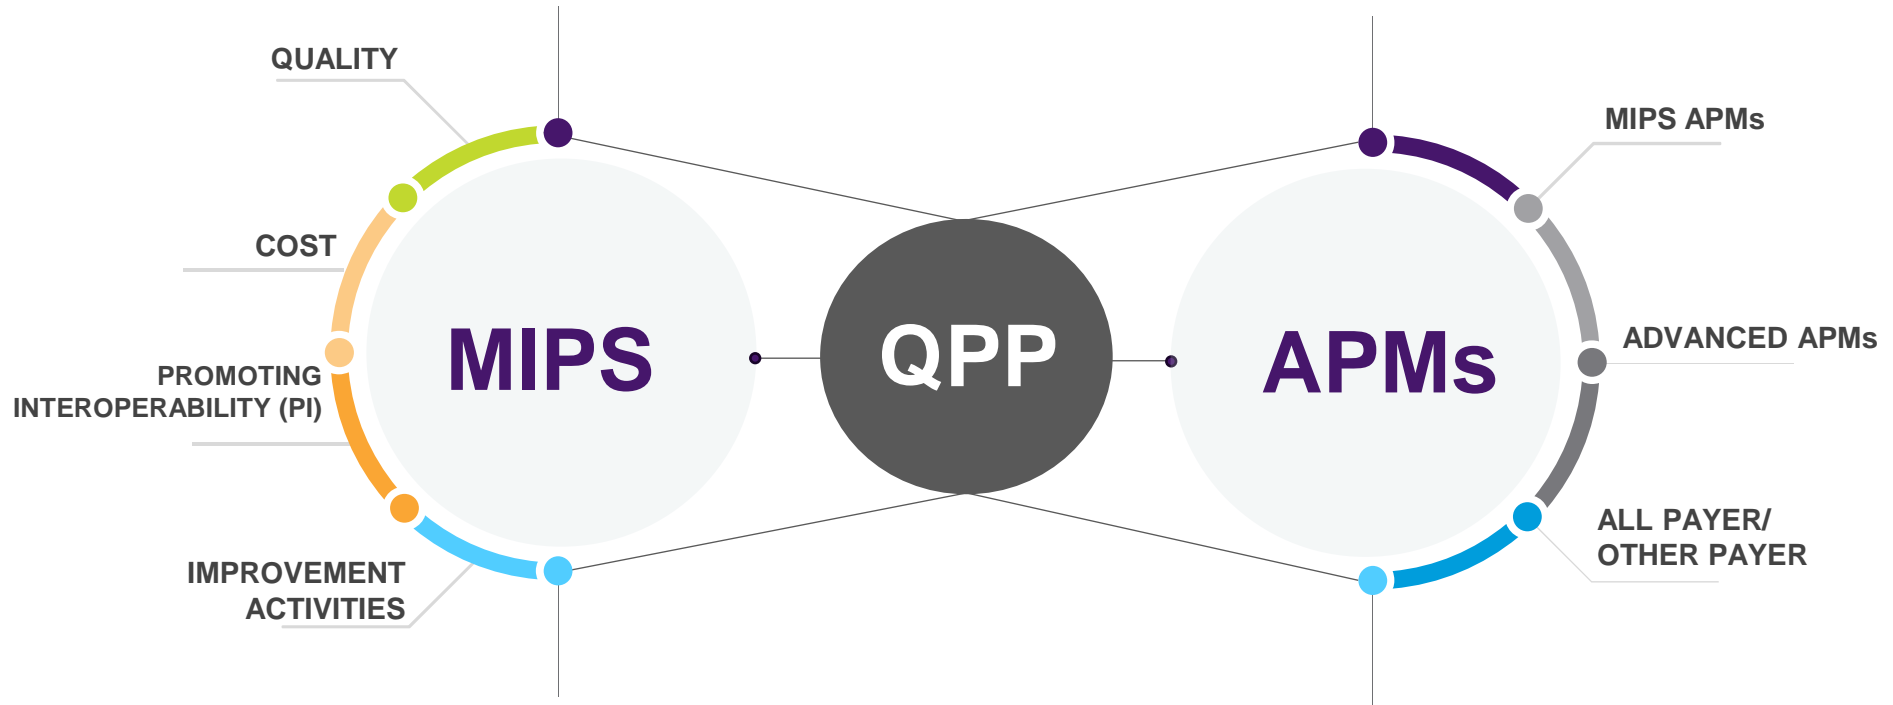 QUALITY
COST
PROMOTING
INTEROPERABILITY (PI)
IMPROVEMENT
ACTIVITIES
MIPS
QPP
APMs
MIPS APMs
ADVANCED APMs
ALL PAYER/
OTHER PAYER